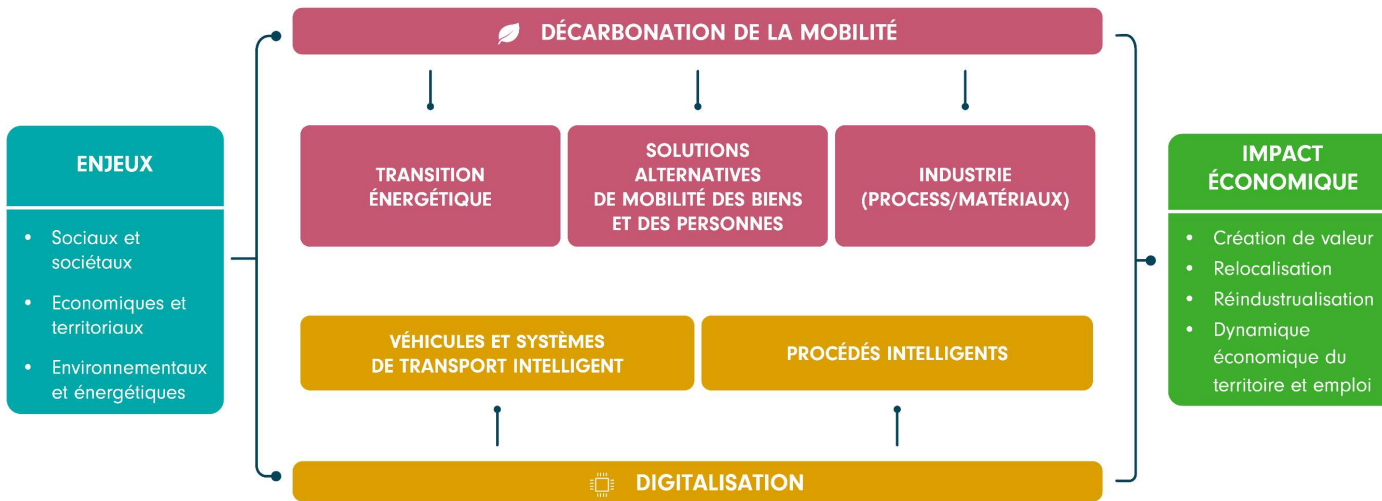 DÉCARBONATION DE LA MOBILITÉ
ENJEUX
• Sociaux et
sociétaux
• Economiques et
territoriaux
• Environnementaux
et énergétiques
TRANSITION
ÉNERGÉTIQUE
SOLUTIONS
ALTERNATIVES
DE MOBILITÉ DES BIENS
ET DES PERSONNES
INDUSTRIE
(PROCESS/MATÉRIAUX)
VÉHICULES ET SYSTÈMES
DE TRANSPORT INTELLIGENT
PROCÉDÉS INTELLIGENTS
DIGITALISATION
IMPACT
ÉCONOMIQUE
• Création de valeur
• Relocalisation
• Réindustrualisation
• Dynamique
économique du
territoire et emploi